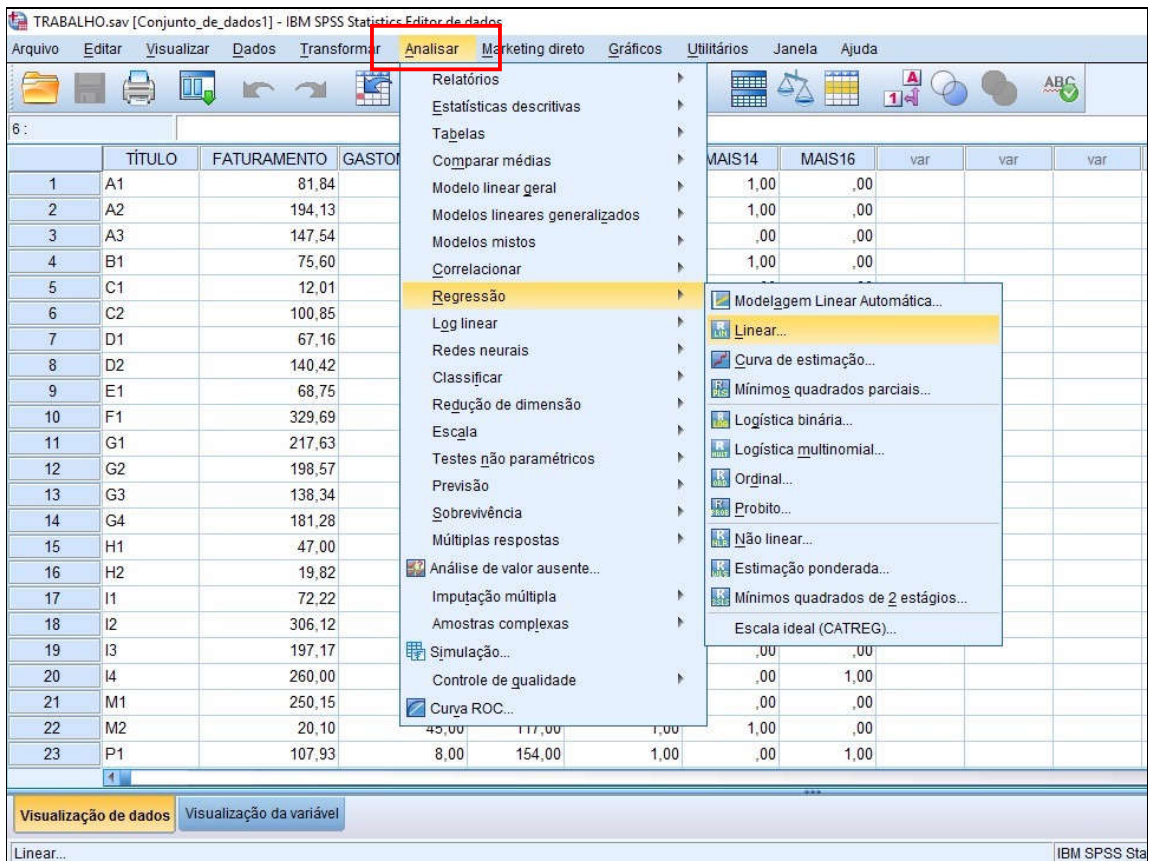 TRABALHO.sav [Conjunto_de_dados1] - IBM SPSS Statistics Editor de dados
Arquivo Editar Visualizar Dados Transformar Analisar Marketing direto Gráficos Utilitários Janela Ajuda
6 :
TÍTULO FATURAMENTO MAIS14 MAIS16 var var var
1 A1 81,84 1,00 ,00
2 A2 194,13 1,00 ,00
3 A3 147,54 ,00 ,00
4 B1 75,60 1,00 ,00
5 C1 12,01
6 C2 100,85
7 D1 67,16
8 D2 140,42
9 E1 68,75
10 F1 329,69
11 G1 217,63
12 G2 198,57
13 G3 138,34
14 G4 181,28
15 H1 47,00
16 H2 19,82
17 I1 72,22
18 I2 306,12
19 I3 197,17 ,00 ,00
20 I4 260,00 ,00 1,00
21 M1 250,15 ,00 ,00
22 M2 20,10 45,00 117,00 1,00 1,00 ,00
23 P1 107,93 8,00 154,00 1,00 ,00 1,00
Relatórios
Estatísticas descritivas
Tabelas
Comparar médias
Modelo linear geral
Modelos lineares generalizados
Modelos mistos
Correlacionar
Regressão
Log linear
Redes neurais
Classificar
Redução de dimensão
Escala
Testes não paramétricos
Previsão
Sobrevivência
Múltiplas respostas
Análise de valor ausente...
Imputação múltipla
Amostras complexas
Simulação...
Controle de qualidade
Curva ROC...
Modelagem Linear Automática...
Linear...
Curva de estimação...
Mínimos quadrados parciais...
Logística binária...
Logística multinomial...
Ordinal...
Probito...
Não linear...
Estimação ponderada...
Mínimos quadrados de 2 estágios...
Escala ideal (CATREG)...
Visualização de dados Visualização da variável
Linear... IBM SPSS Sta